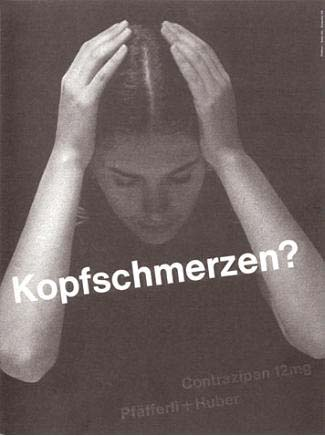 Kopfschmerzen?
Contrazipan 12mg
Pfäfferli+Huber